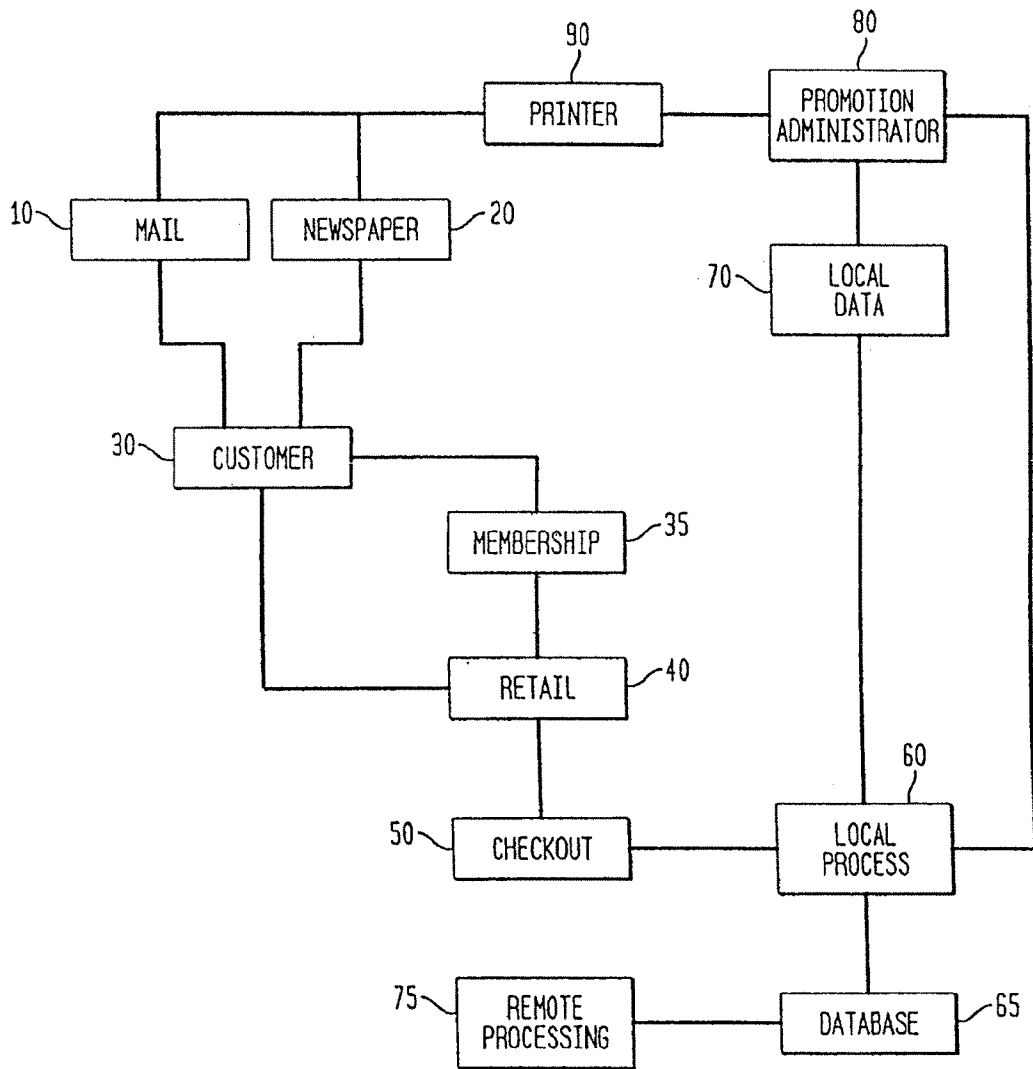 90
PRINTER
80
PROMOTION
ADMINISTRATOR
10
MAIL
NEWSPAPER
20
70
LOCAL
DATA
30
CUSTOMER
MEMBERSHIP
35
RETAIL
40
50
CHECKOUT
60
LOCAL
PROCESS
75
REMOTE
PROCESSING
DATABASE
65